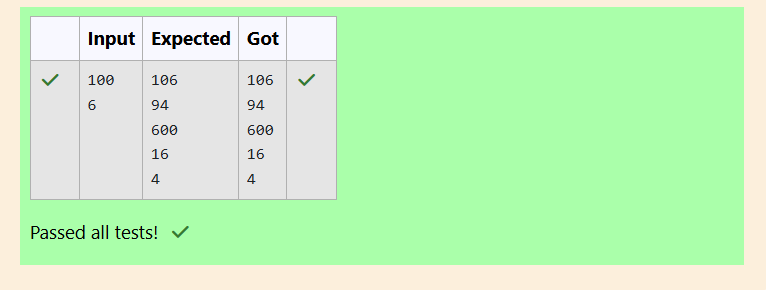 Input Expected Got
100 106 106
6 94 94
600 600
16 16
4 4
Passed all tests!